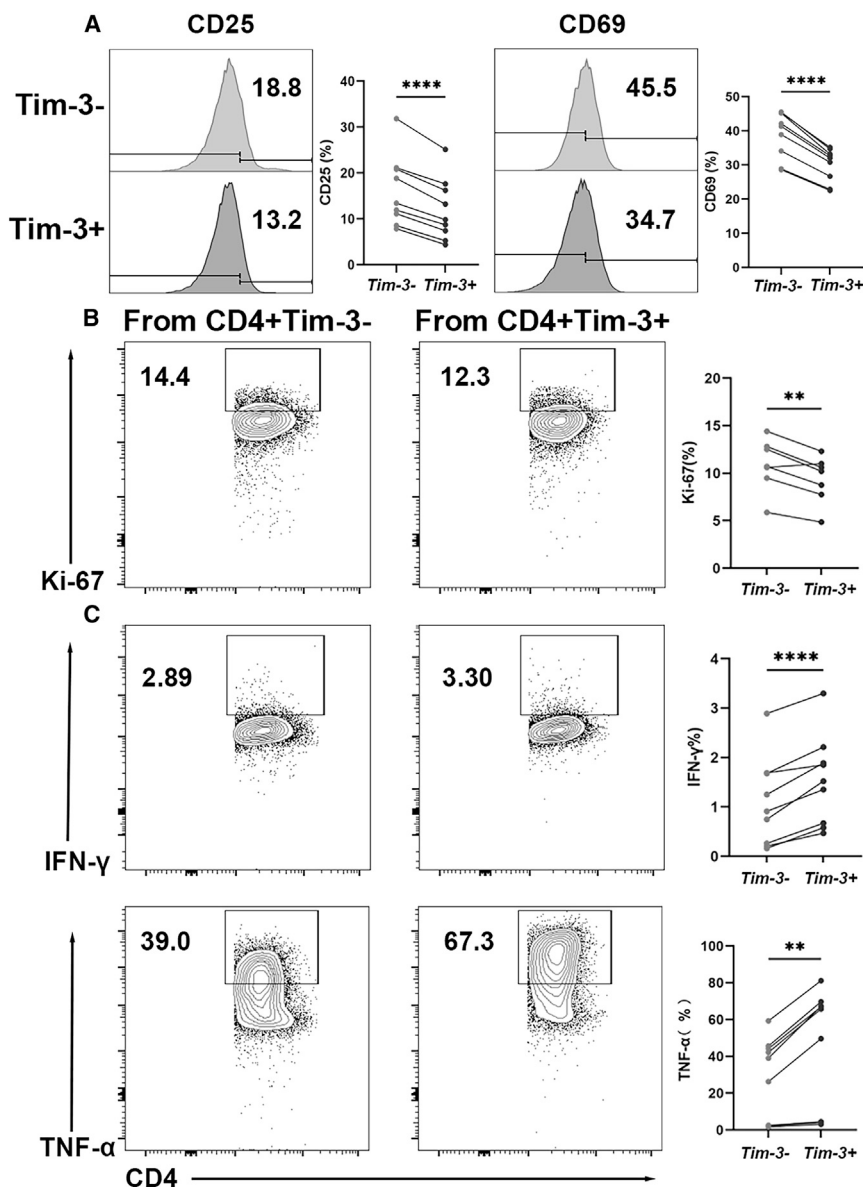 A
CD25
CD69
Tim-3-
18.8
45.5
Tim-3+
13.2
34.7
****
CD25 (%)
40
30
20
10
0
Tim-3- Tim-3+
****
CD69 (%)
50
40
30
20
10
0
Tim-3- Tim-3+
B
From CD4+Tim-3-
From CD4+Tim-3+
14.4
12.3
Ki-67
**
Ki-67(%)
20
15
10
5
0
Tim-3- Tim-3+
C
2.89
3.30
IFN-γ
****
IFN-γ%)
4
3
2
1
0
Tim-3- Tim-3+
39.0
67.3
TNF-α
CD4
**
TNF-α( %)
100
80
60
40
20
0
Tim-3- Tim-3+